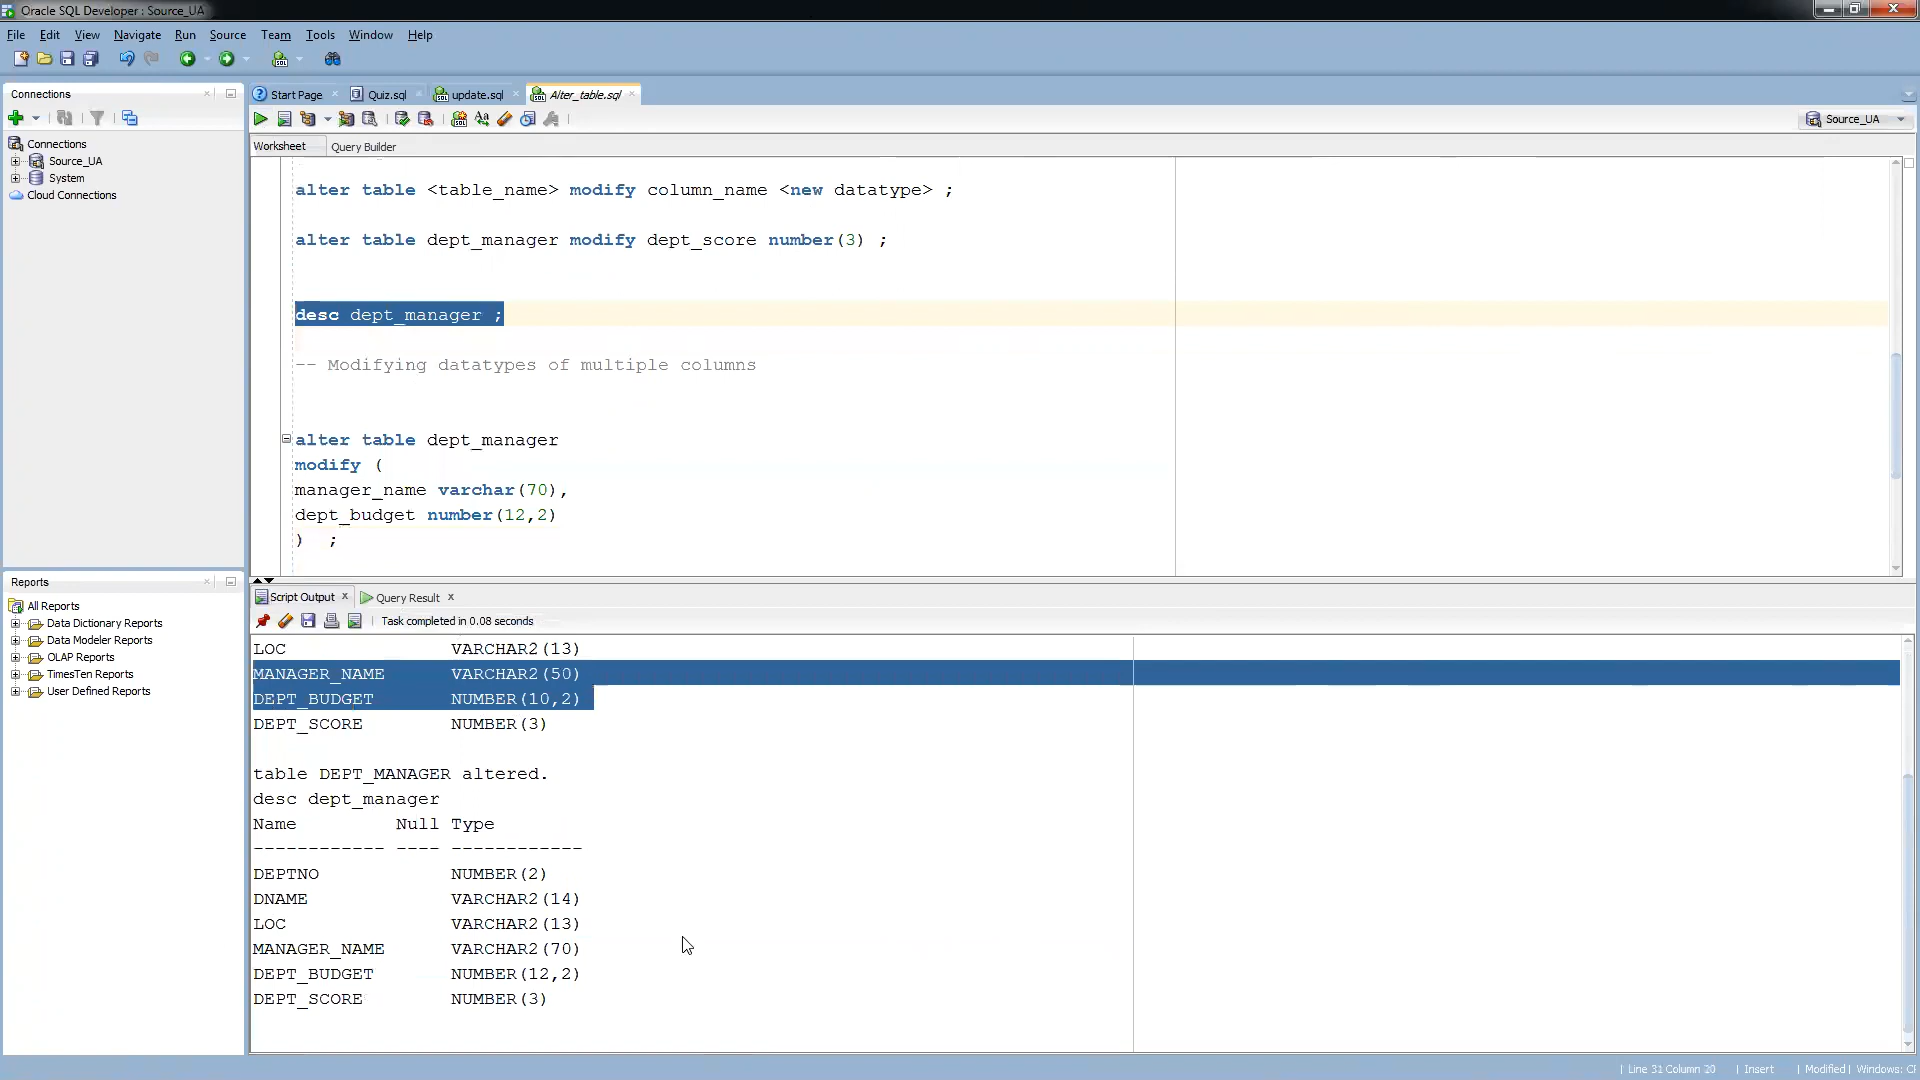 Oracle SQL Developer : Source_UA
File Edit View Navigate Run Source Team Tools Window Help
Connections
Start Page Quiz.sql update.sql Alter_table.sql
Source_UA
Connections
Source_UA
System
Cloud Connections
Worksheet Query Builder
alter table <table_name> modify column_name <new datatype> ;
alter table dept_manager modify dept_score number(3) ;
desc dept_manager ;
-- Modifying datatypes of multiple columns
alter table dept_manager
modify (
manager_name varchar(70),
dept_budget number(12,2)
) ;
Reports
All Reports
Data Dictionary Reports
Data Modeler Reports
OLAP Reports
TimesTen Reports
User Defined Reports
Script Output Query Result
Task completed in 0.08 seconds
LOC VARCHAR2(13)
MANAGER_NAME VARCHAR2(50)
DEPT_BUDGET NUMBER(10,2)
DEPT_SCORE NUMBER(3)
table DEPT_MANAGER altered.
desc dept_manager
Name Null Type
------------ ---- ------------
DEPTNO NUMBER(2)
DNAME VARCHAR2(14)
LOC VARCHAR2(13)
MANAGER_NAME VARCHAR2(70)
DEPT_BUDGET NUMBER(12,2)
DEPT_SCORE NUMBER(3)
Line 31 Column 20 Insert Modified Windows: